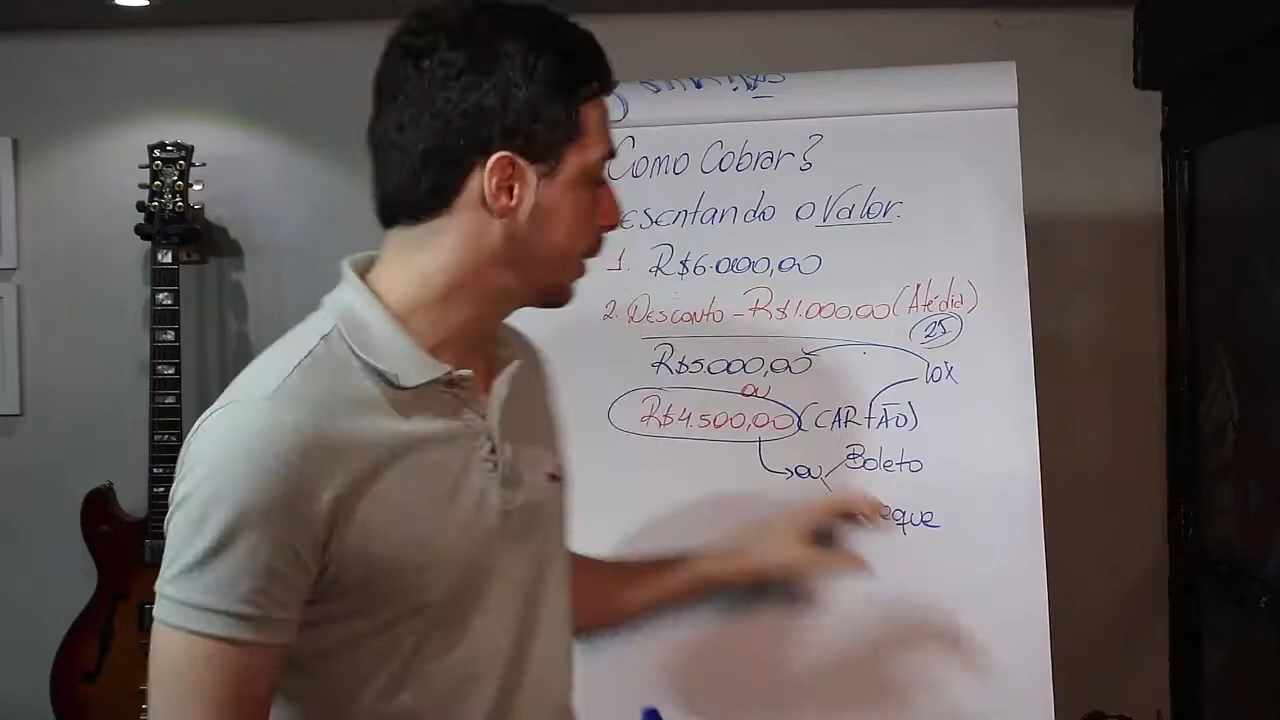 Como Cobrar?
esentando o Valor.
1. R$6.000,00
2. Desconto - R$1.000,00 (Até dia)
25
R$5.000,00
10x
ou
R$4.500,00 (CARTÃO)
ou Boleto
eque